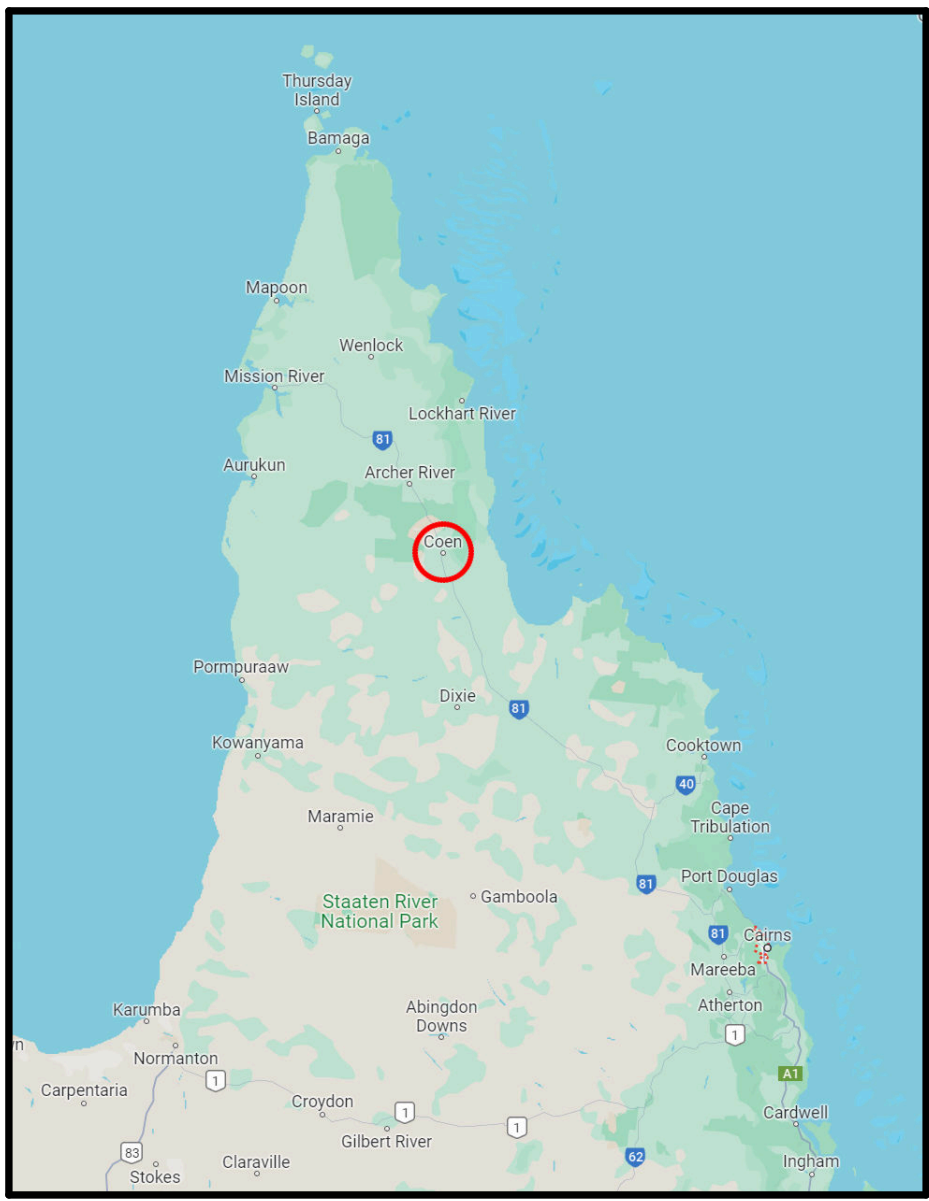 Thursday
Island
Bamaga
Mapoon
Wenlock
Mission River
Lockhart River
81
Aurukun
Archer River
Coen
Pormpuraaw
Dixie
81
Kowanyama
Cooktown
40
Cape
Tribulation
Maramie
Port Douglas
81
Gamboola
Staaten River
National Park
81
Cairns
Mareeba
Atherton
Karumba
Abingdon
Downs
1
Normanton
1
A1
Carpentaria
Croydon
1
1
Cardwell
Gilbert River
83
Claraville
62
Ingham
Stokes